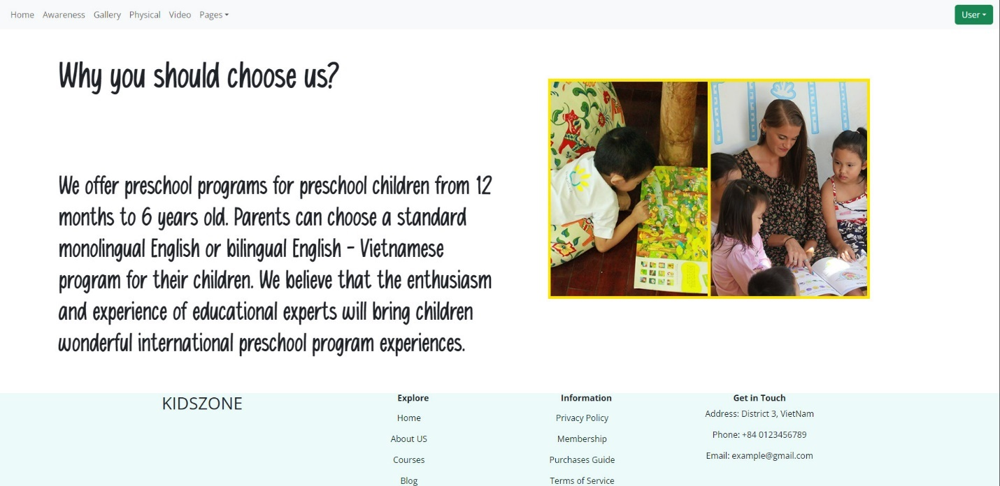 Home Awareness Gallery Physical Video Pages User
Why you should choose us?
We offer preschool programs for preschool children from 12
months to 6 years old. Parents can choose a standard
monolingual English or bilingual English - Vietnamese
program for their children. We believe that the enthusiasm
and experience of educational experts will bring children
wonderful international preschool program experiences.
KIDSZONE
Explore
Home
About US
Courses
Blog
Information
Privacy Policy
Membership
Purchases Guide
Terms of Service
Get in Touch
Address: District 3, VietNam
Phone: +84 0123456789
Email: example@gmail.com